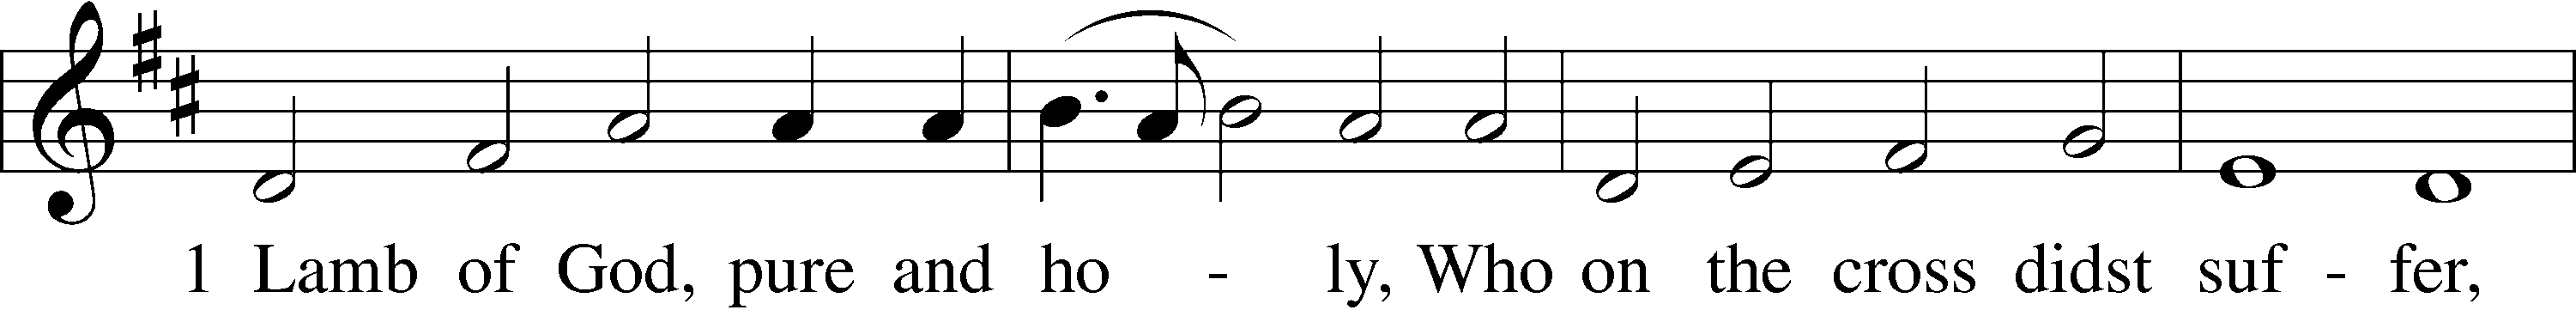 1 Lamb of God, pure and ho - ly, Who on the cross didst suf - fer,